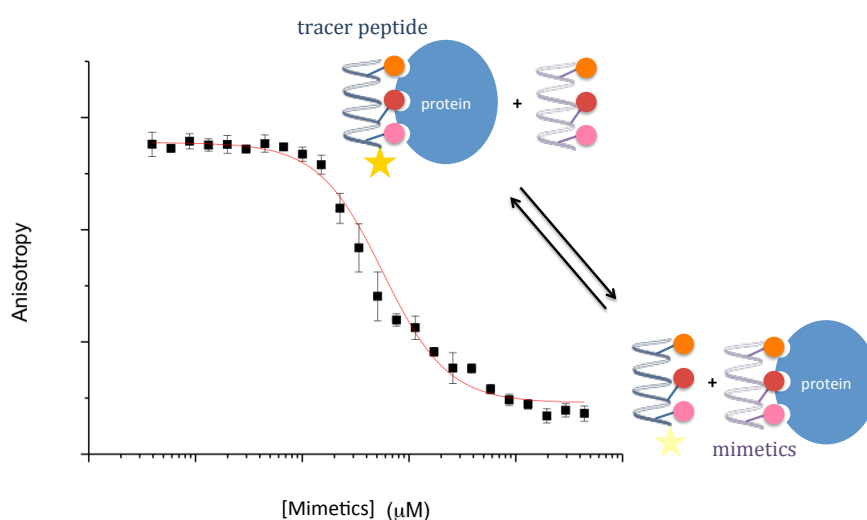 tracer peptide
protein
+
Anisotropy
+
protein
mimetics
[Mimetics] (μM)